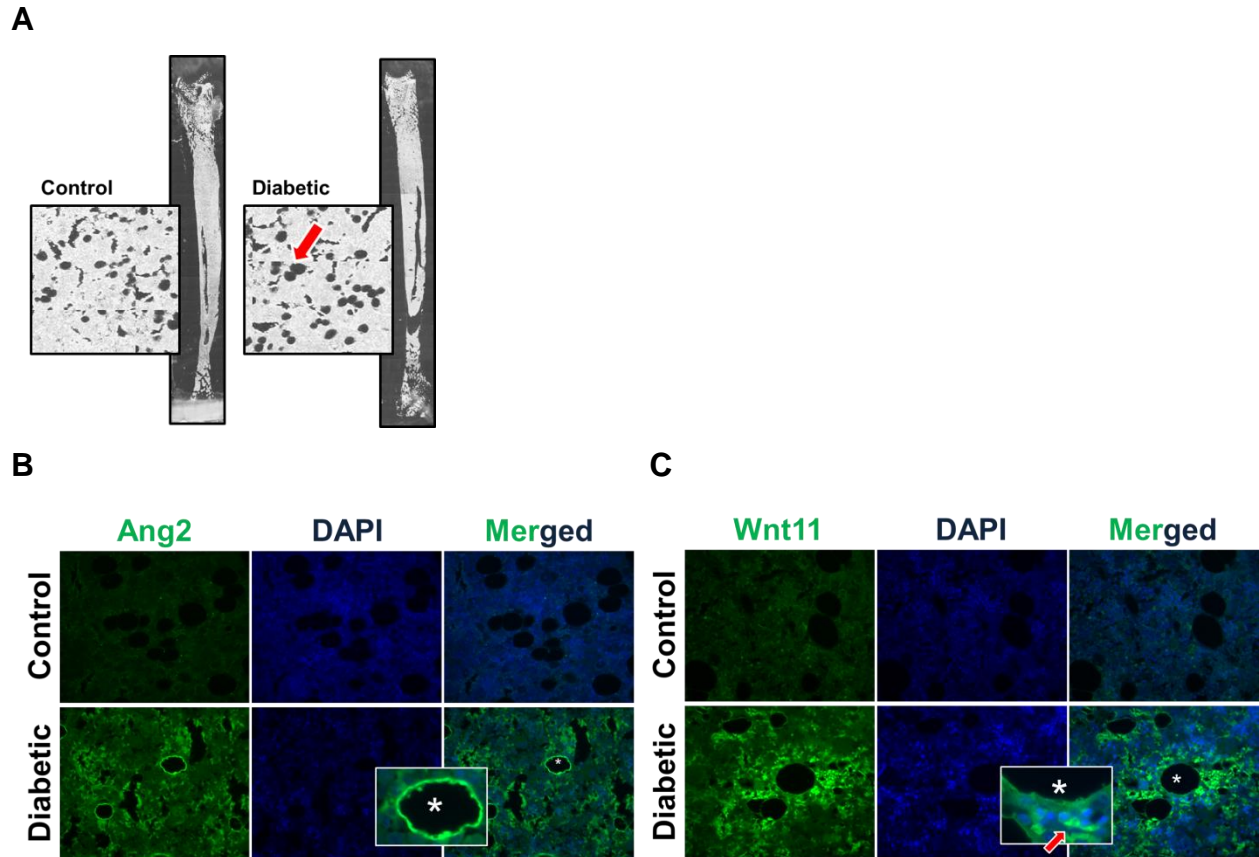 A
Control
Diabetic
B
C
Ang2 DAPI Merged
Wnt11 DAPI Merged
Control
Control
Diabetic
*
*
Diabetic
*
*